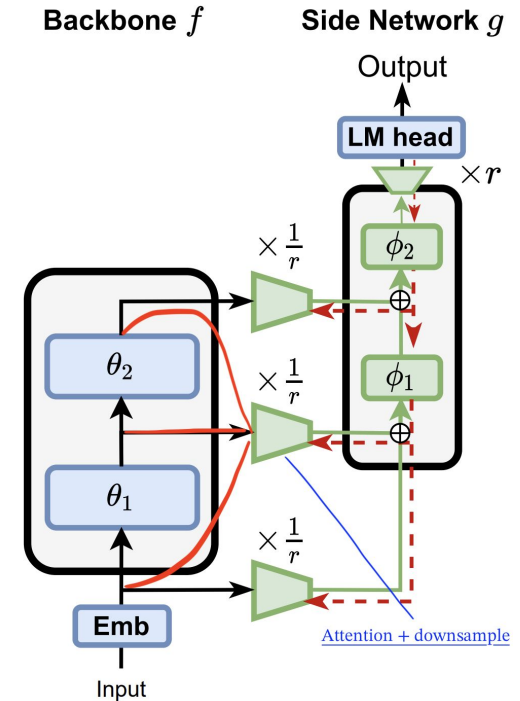 Backbone f
Side Network g
Output
LM head
× r
ϕ₂
× 1/r
θ₂
× 1/r
ϕ₁
θ₁
× 1/r
Emb
Attention + downsample
Input